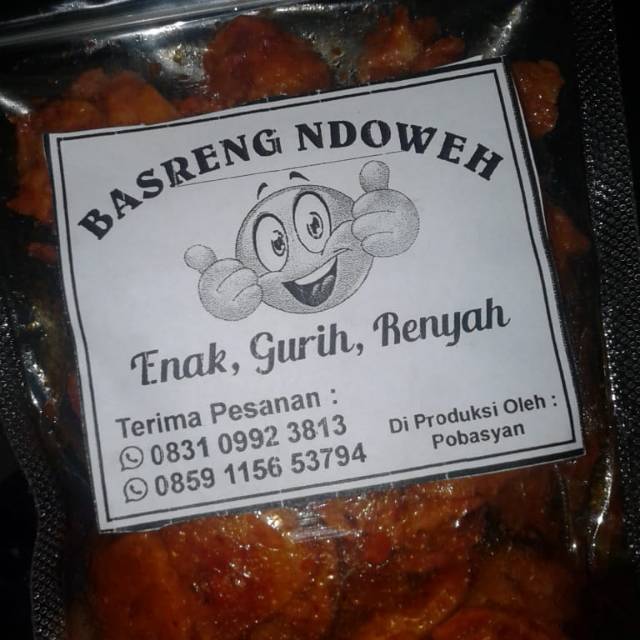 BASRENG NDOWEH
Enak, Gurih, Renyah
Terima Pesanan :
0831 0992 3813
0859 1156 53794
Di Produksi Oleh :
Pobasyan